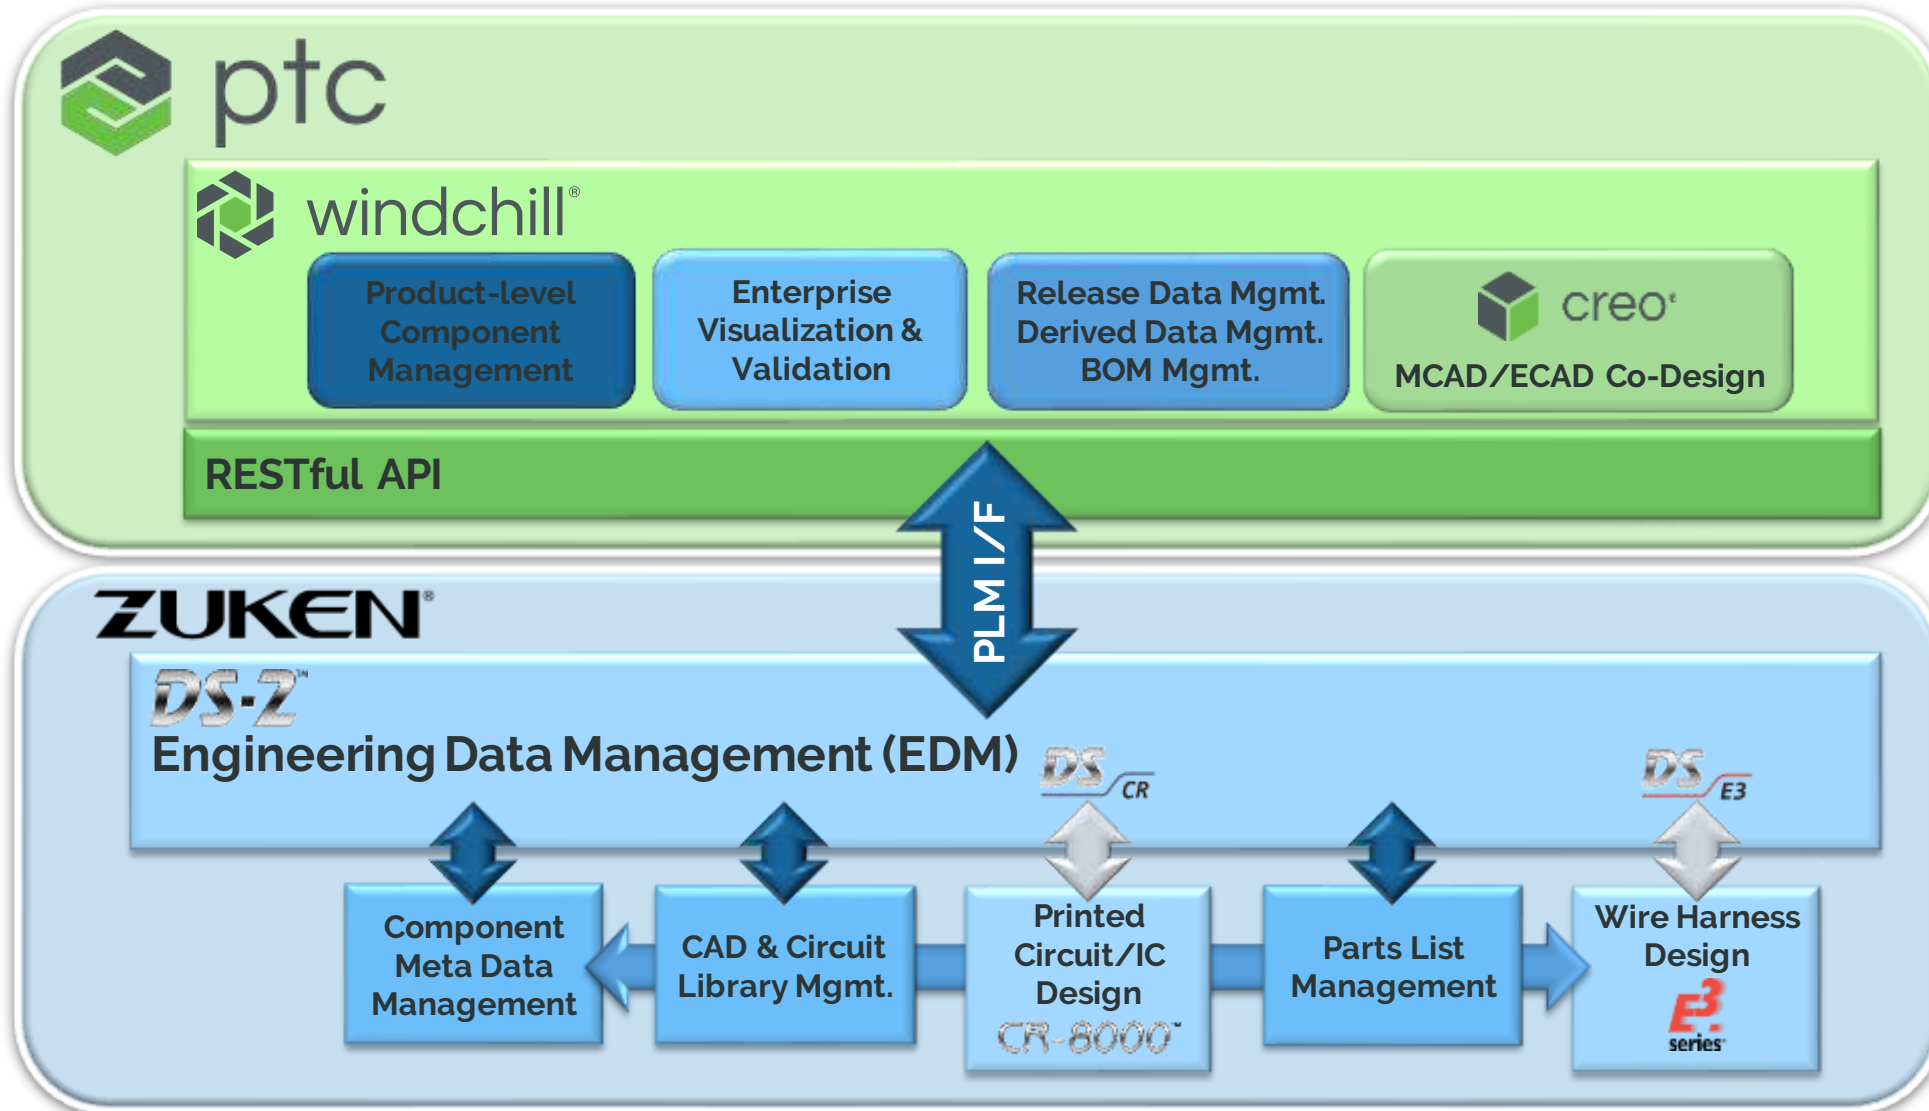 ptc
windchill®
Product-level
Component
Management
Enterprise
Visualization &
Validation
Release Data Mgmt.
Derived Data Mgmt.
BOM Mgmt.
creo
MCAD/ECAD Co-Design
RESTful API
PLM I/F
ZUKEN®
DS-2™
Engineering Data Management (EDM)
DS CR
DS E3
Component
Meta Data
Management
CAD & Circuit
Library Mgmt.
Printed
Circuit/IC
Design
CR-8000™
Parts List
Management
Wire Harness
Design
E3.
series